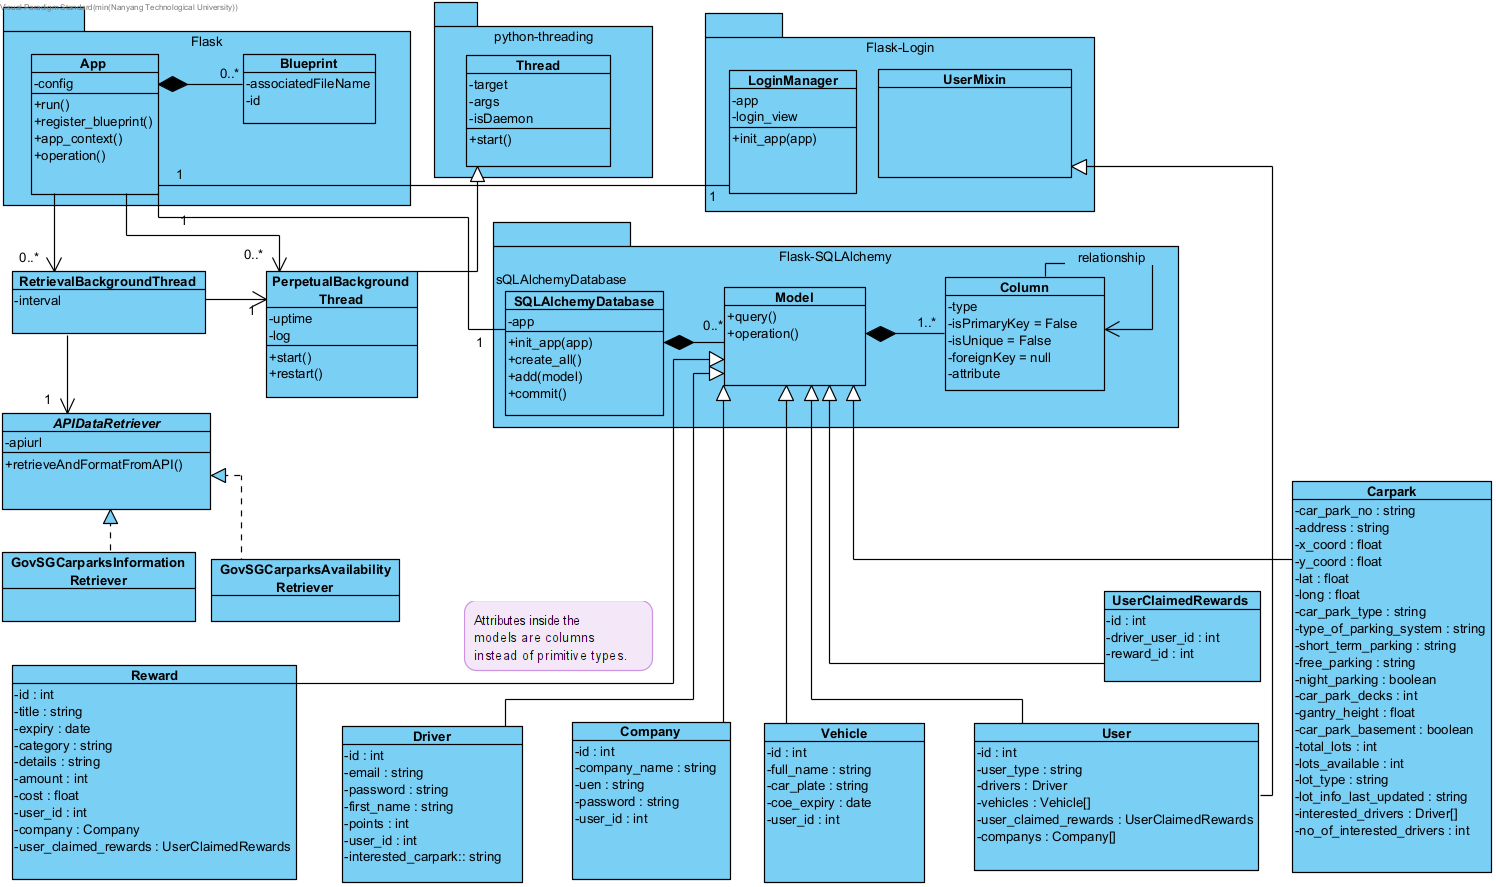 Visual Paradigm Standard(min(Nanyang Technological University))
Flask
App
-config
+run()
+register_blueprint()
+app_context()
+operation()
0..*
Blueprint
-associatedFileName
-id
python-threading
Thread
-target
-args
-isDaemon
+start()
Flask-Login
LoginManager
-app
-login_view
+init_app(app)
UserMixin
1
1
1
0..*
0..*
RetrievalBackgroundThread
-interval
1
PerpetualBackground
Thread
-uptime
-log
+start()
+restart()
Flask-SQLAlchemy
sQLAlchemyDatabase
SQLAlchemyDatabase
-app
+init_app(app)
+create_all()
+add(model)
+commit()
1
0..*
Model
+query()
+operation()
1..*
relationship
Column
-type
-isPrimaryKey = False
-isUnique = False
-foreignKey = null
-attribute
1
APIDataRetriever
-apiurl
+retrieveAndFormatFromAPI()
GovSGCarparksInformation
Retriever
GovSGCarparksAvailability
Retriever
Attributes inside the
models are columns
instead of primitive types.
Carpark
-car_park_no : string
-address : string
-x_coord : float
-y_coord : float
-lat : float
-long : float
-car_park_type : string
-type_of_parking_system : string
-short_term_parking : string
-free_parking : string
-night_parking : boolean
-car_park_decks : int
-gantry_height : float
-car_park_basement : boolean
-total_lots : int
-lots_available : int
-lot_type : string
-lot_info_last_updated : string
-interested_drivers : Driver[]
-no_of_interested_drivers : int
UserClaimedRewards
-id : int
-driver_user_id : int
-reward_id : int
Reward
-id : int
-title : string
-expiry : date
-category : string
-details : string
-amount : int
-cost : float
-user_id : int
-company : Company
-user_claimed_rewards : UserClaimedRewards
Driver
-id : int
-email : string
-password : string
-first_name : string
-points : int
-user_id : int
-interested_carpark:: string
Company
-id : int
-company_name : string
-uen : string
-password : string
-user_id : int
Vehicle
-id : int
-full_name : string
-car_plate : string
-coe_expiry : date
-user_id : int
User
-id : int
-user_type : string
-drivers : Driver
-vehicles : Vehicle[]
-user_claimed_rewards : UserClaimedRewards
-companys : Company[]